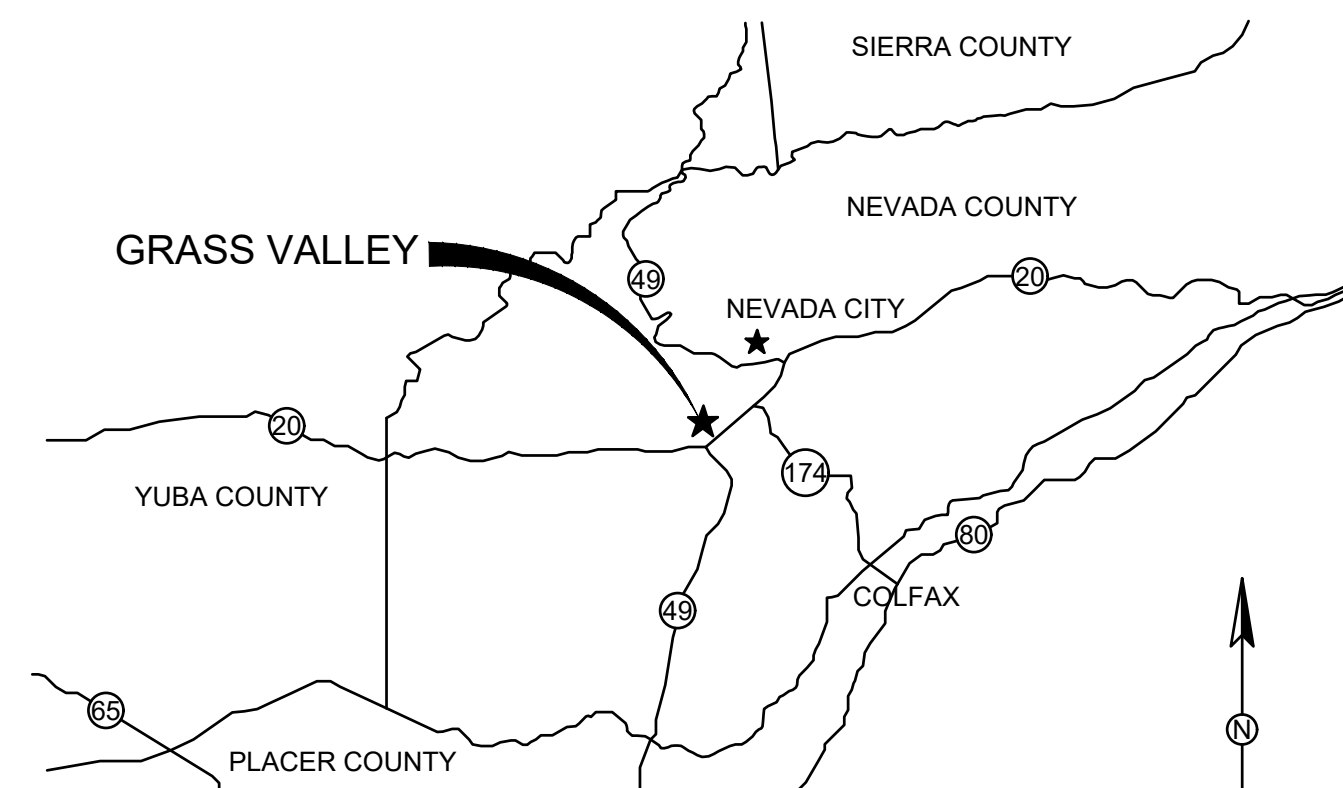 SIERRA COUNTY
NEVADA COUNTY
GRASS VALLEY
49
20
NEVADA CITY
20
174
YUBA COUNTY
80
COLFAX
49
65
N
PLACER COUNTY